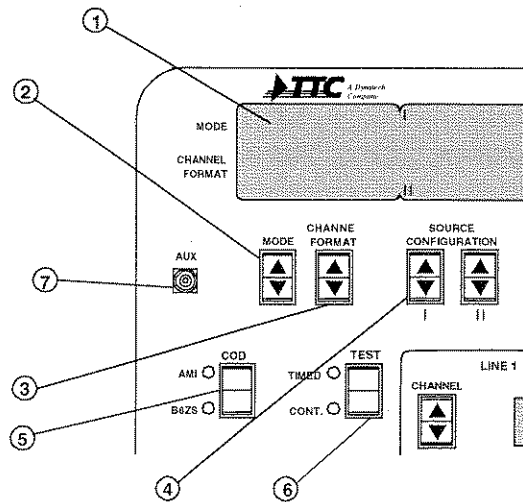 1
TTC A Dynatech Company
2
MODE
CHANNEL FORMAT
I
II
MODE
CHANNE FORMAT
SOURCE CONFIGURATION
I II
AUX
7
3
COD
AMI
B8ZS
TEST
TIMED
CONT.
LINE 1
CHANNEL
5
4
6